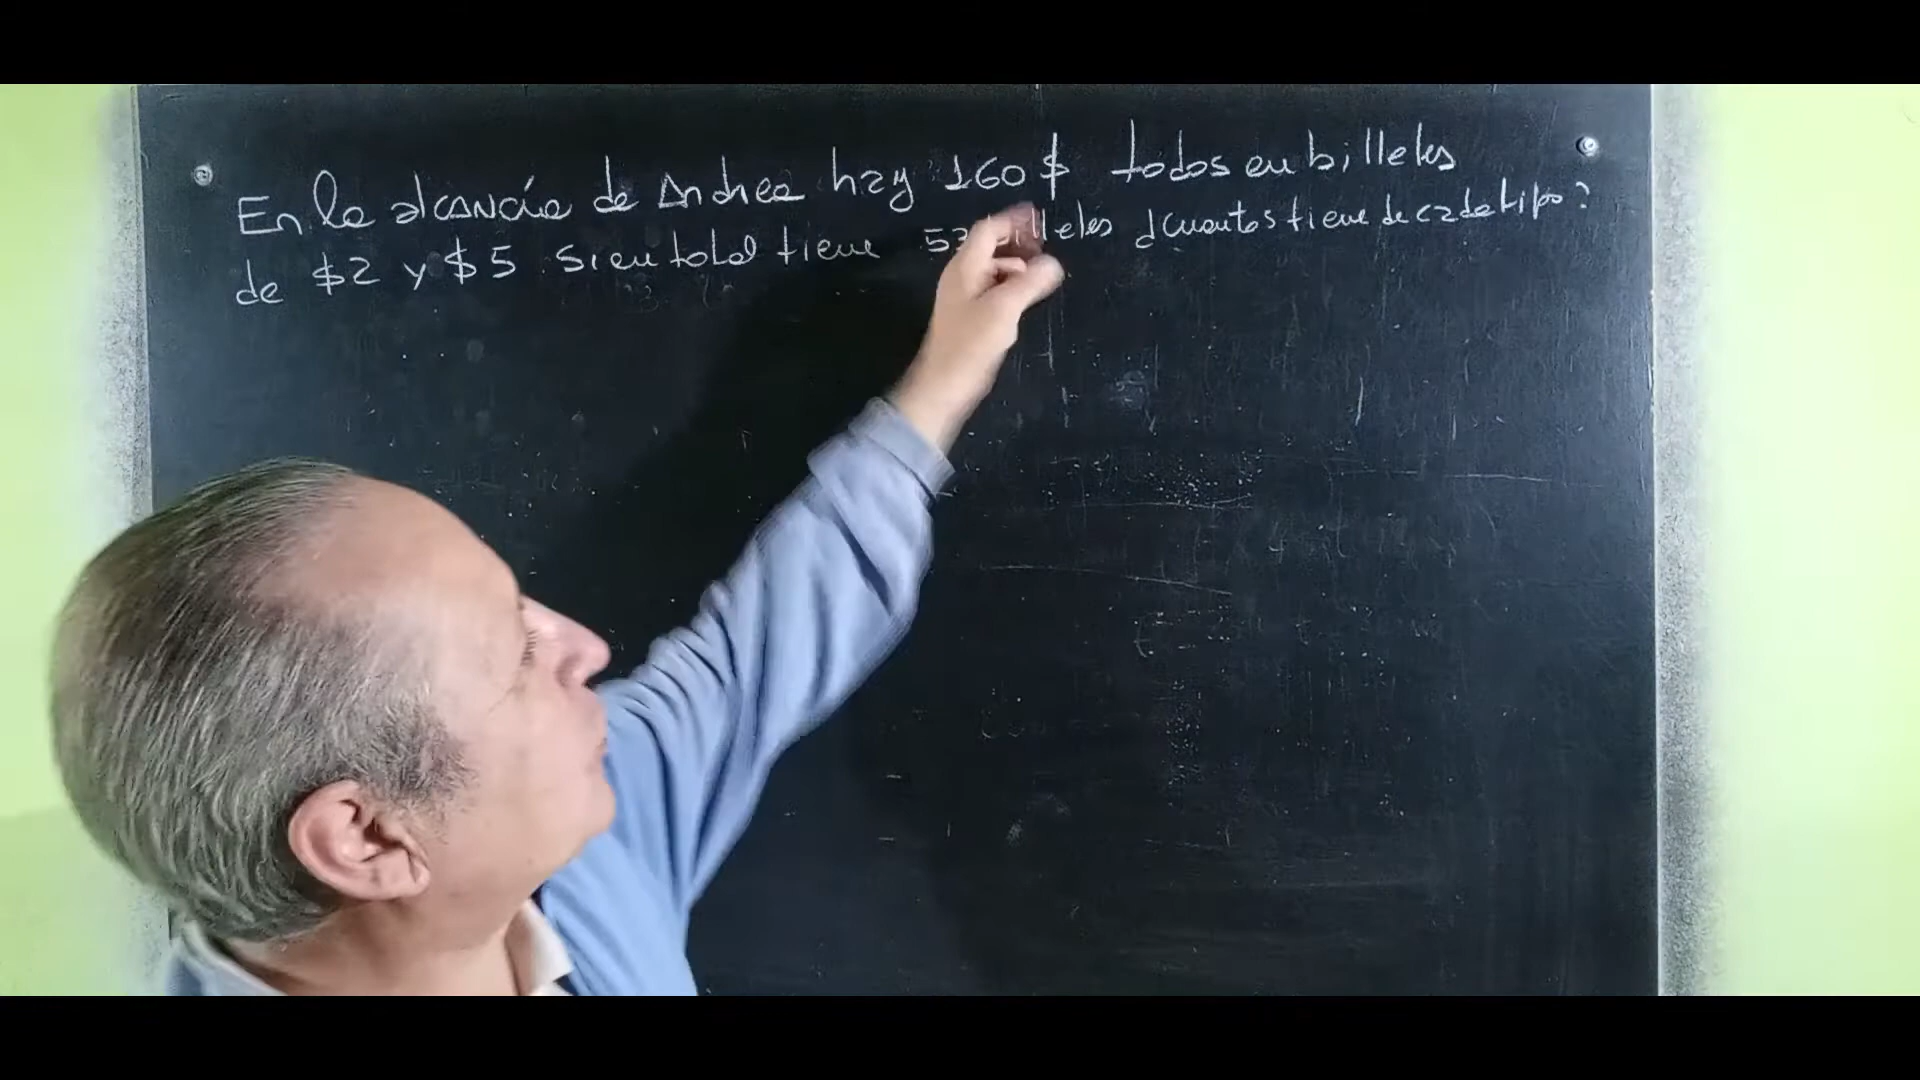 En la alcancía de Andrea hay 160$ todos en billetes
de $2 y $5 Si en total tiene 53 billetes ¿cuantos tiene de cada tipo?